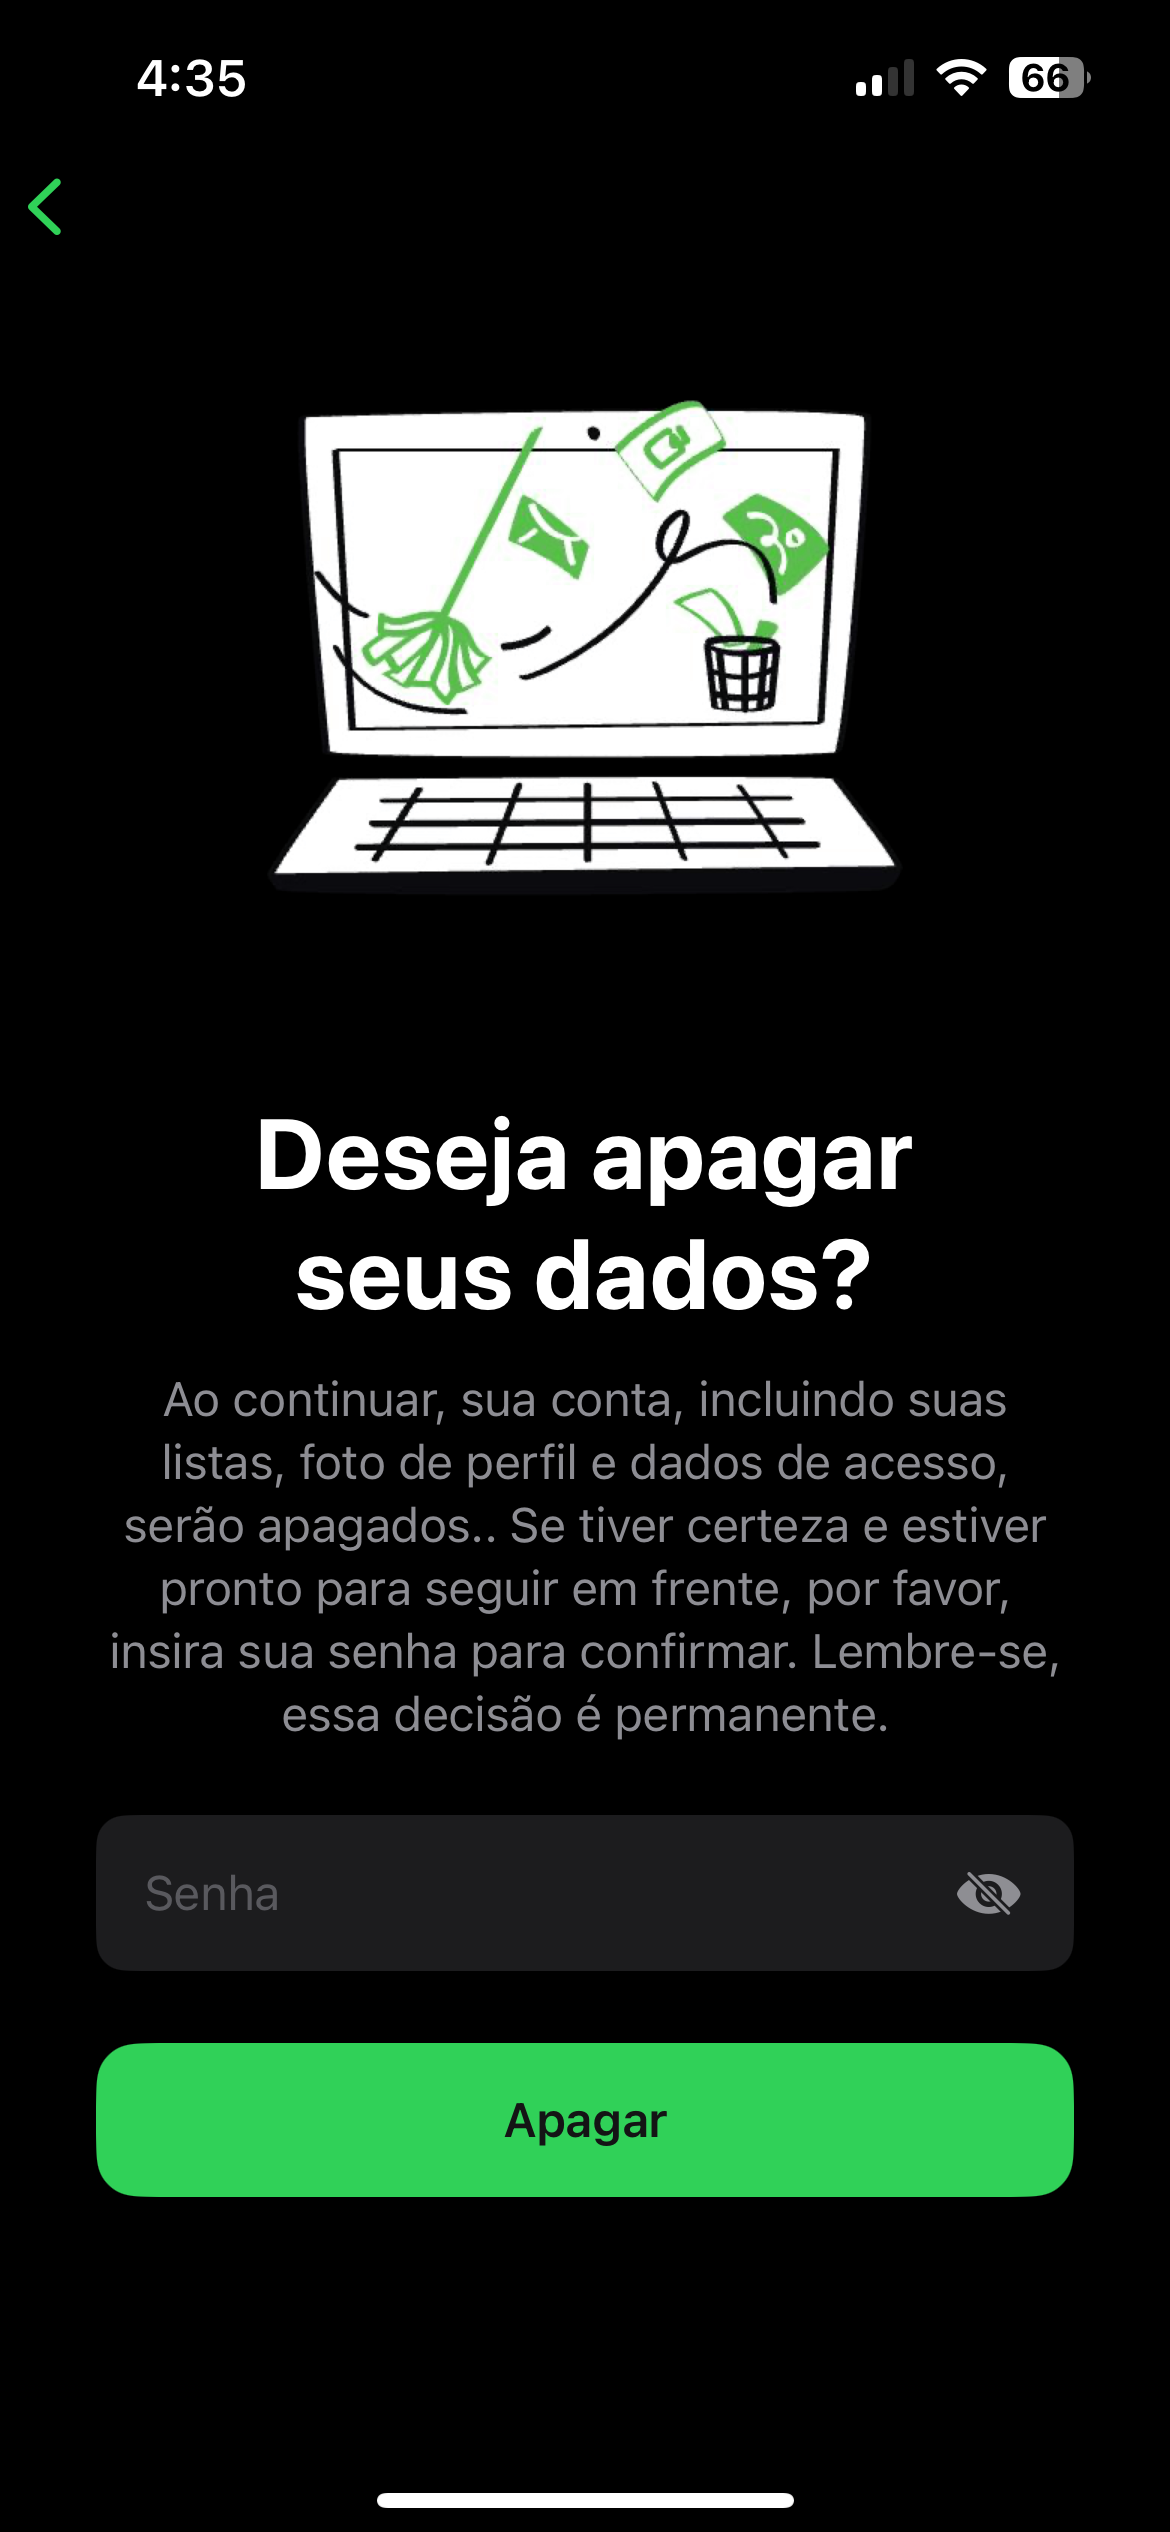 4:35
66
Deseja apagar
seus dados?
Ao continuar, sua conta, incluindo suas
listas, foto de perfil e dados de acesso,
serão apagados.. Se tiver certeza e estiver
pronto para seguir em frente, por favor,
insira sua senha para confirmar. Lembre-se,
essa decisão é permanente.
Senha
Apagar